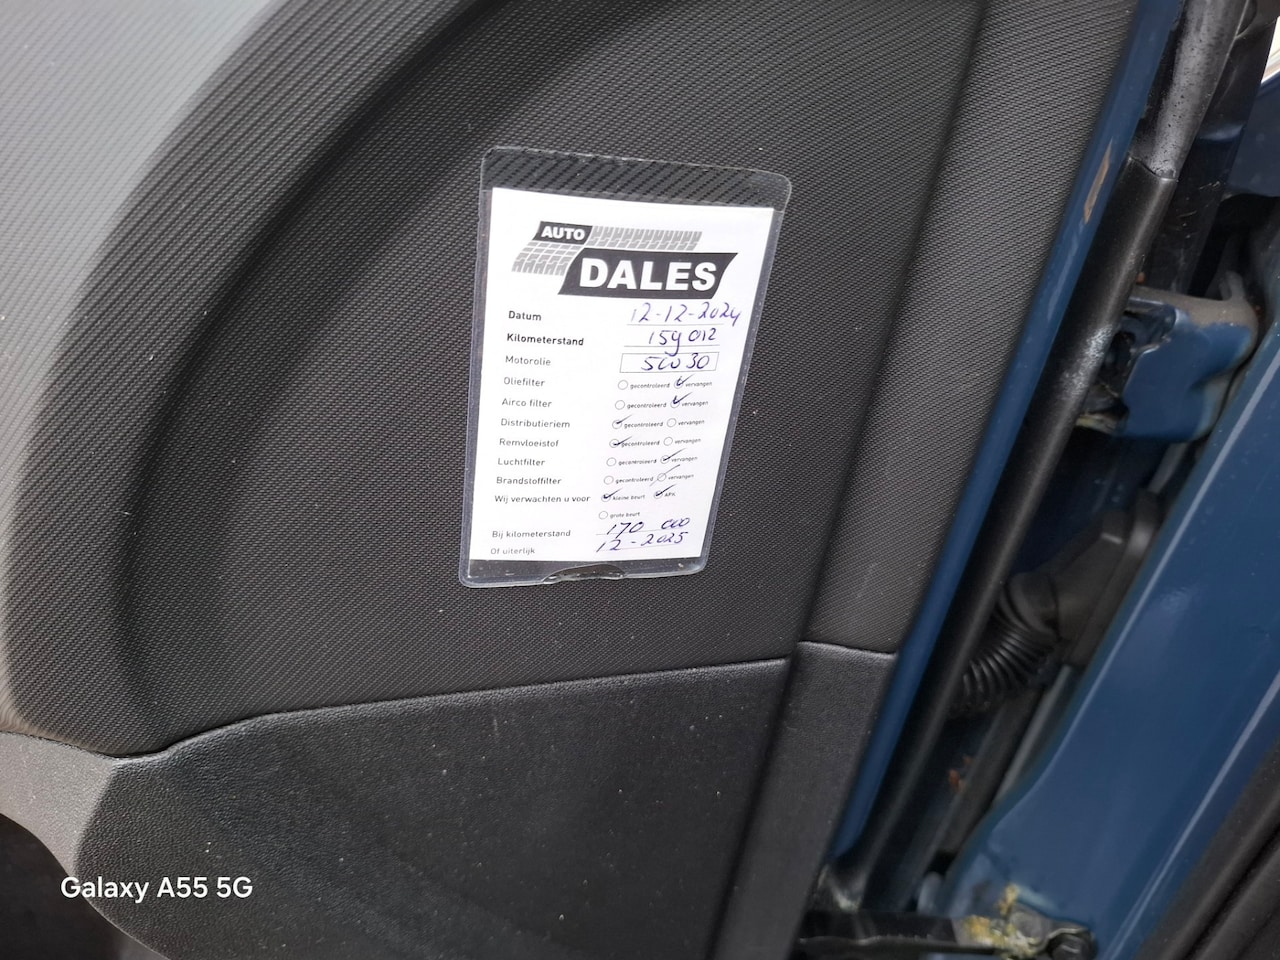 AUTO
DALES
Datum 12-12-2024
Kilometerstand 159 012
Motorolie 5W30
Oliefilter gecontroleerd vervangen
Airco filter gecontroleerd vervangen
Distributieriem gecontroleerd vervangen
Remvloeistof gecontroleerd vervangen
Luchtfilter gecontroleerd vervangen
Brandstoffilter gecontroleerd vervangen
Wij verwachten u voor kleine beurt APK
grote beurt
Bij kilometerstand 170 000
Of uiterlijk 12-2025
Galaxy A55 5G